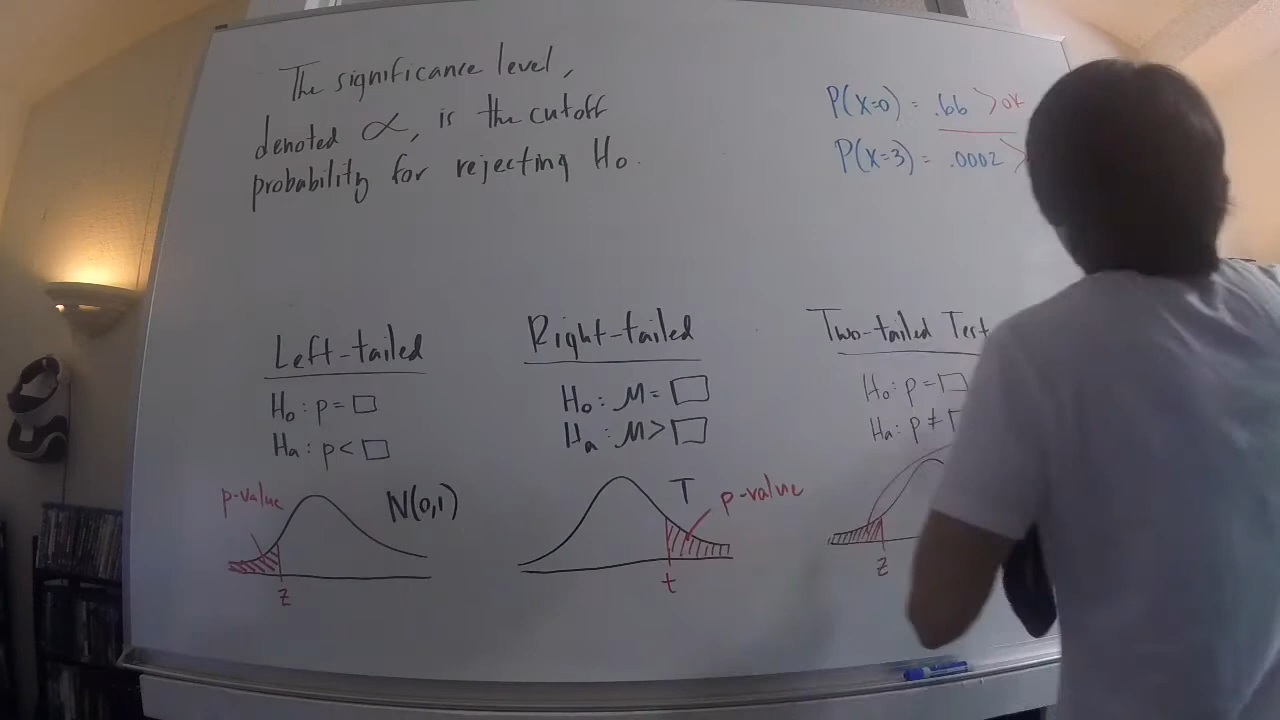 The significance level,
denoted α, is the cutoff
probability for rejecting H₀.
P(X=0) = .66 > ok
P(X=3) = .0002 >
Left-tailed
H₀: p = □
Hₐ: p < □
p-value
N(0,1)
z
Right-tailed
H₀: M = □
Hₐ: M > □
T
p-value
t
Two-tailed Test
H₀: p = □
Hₐ: p ≠
z